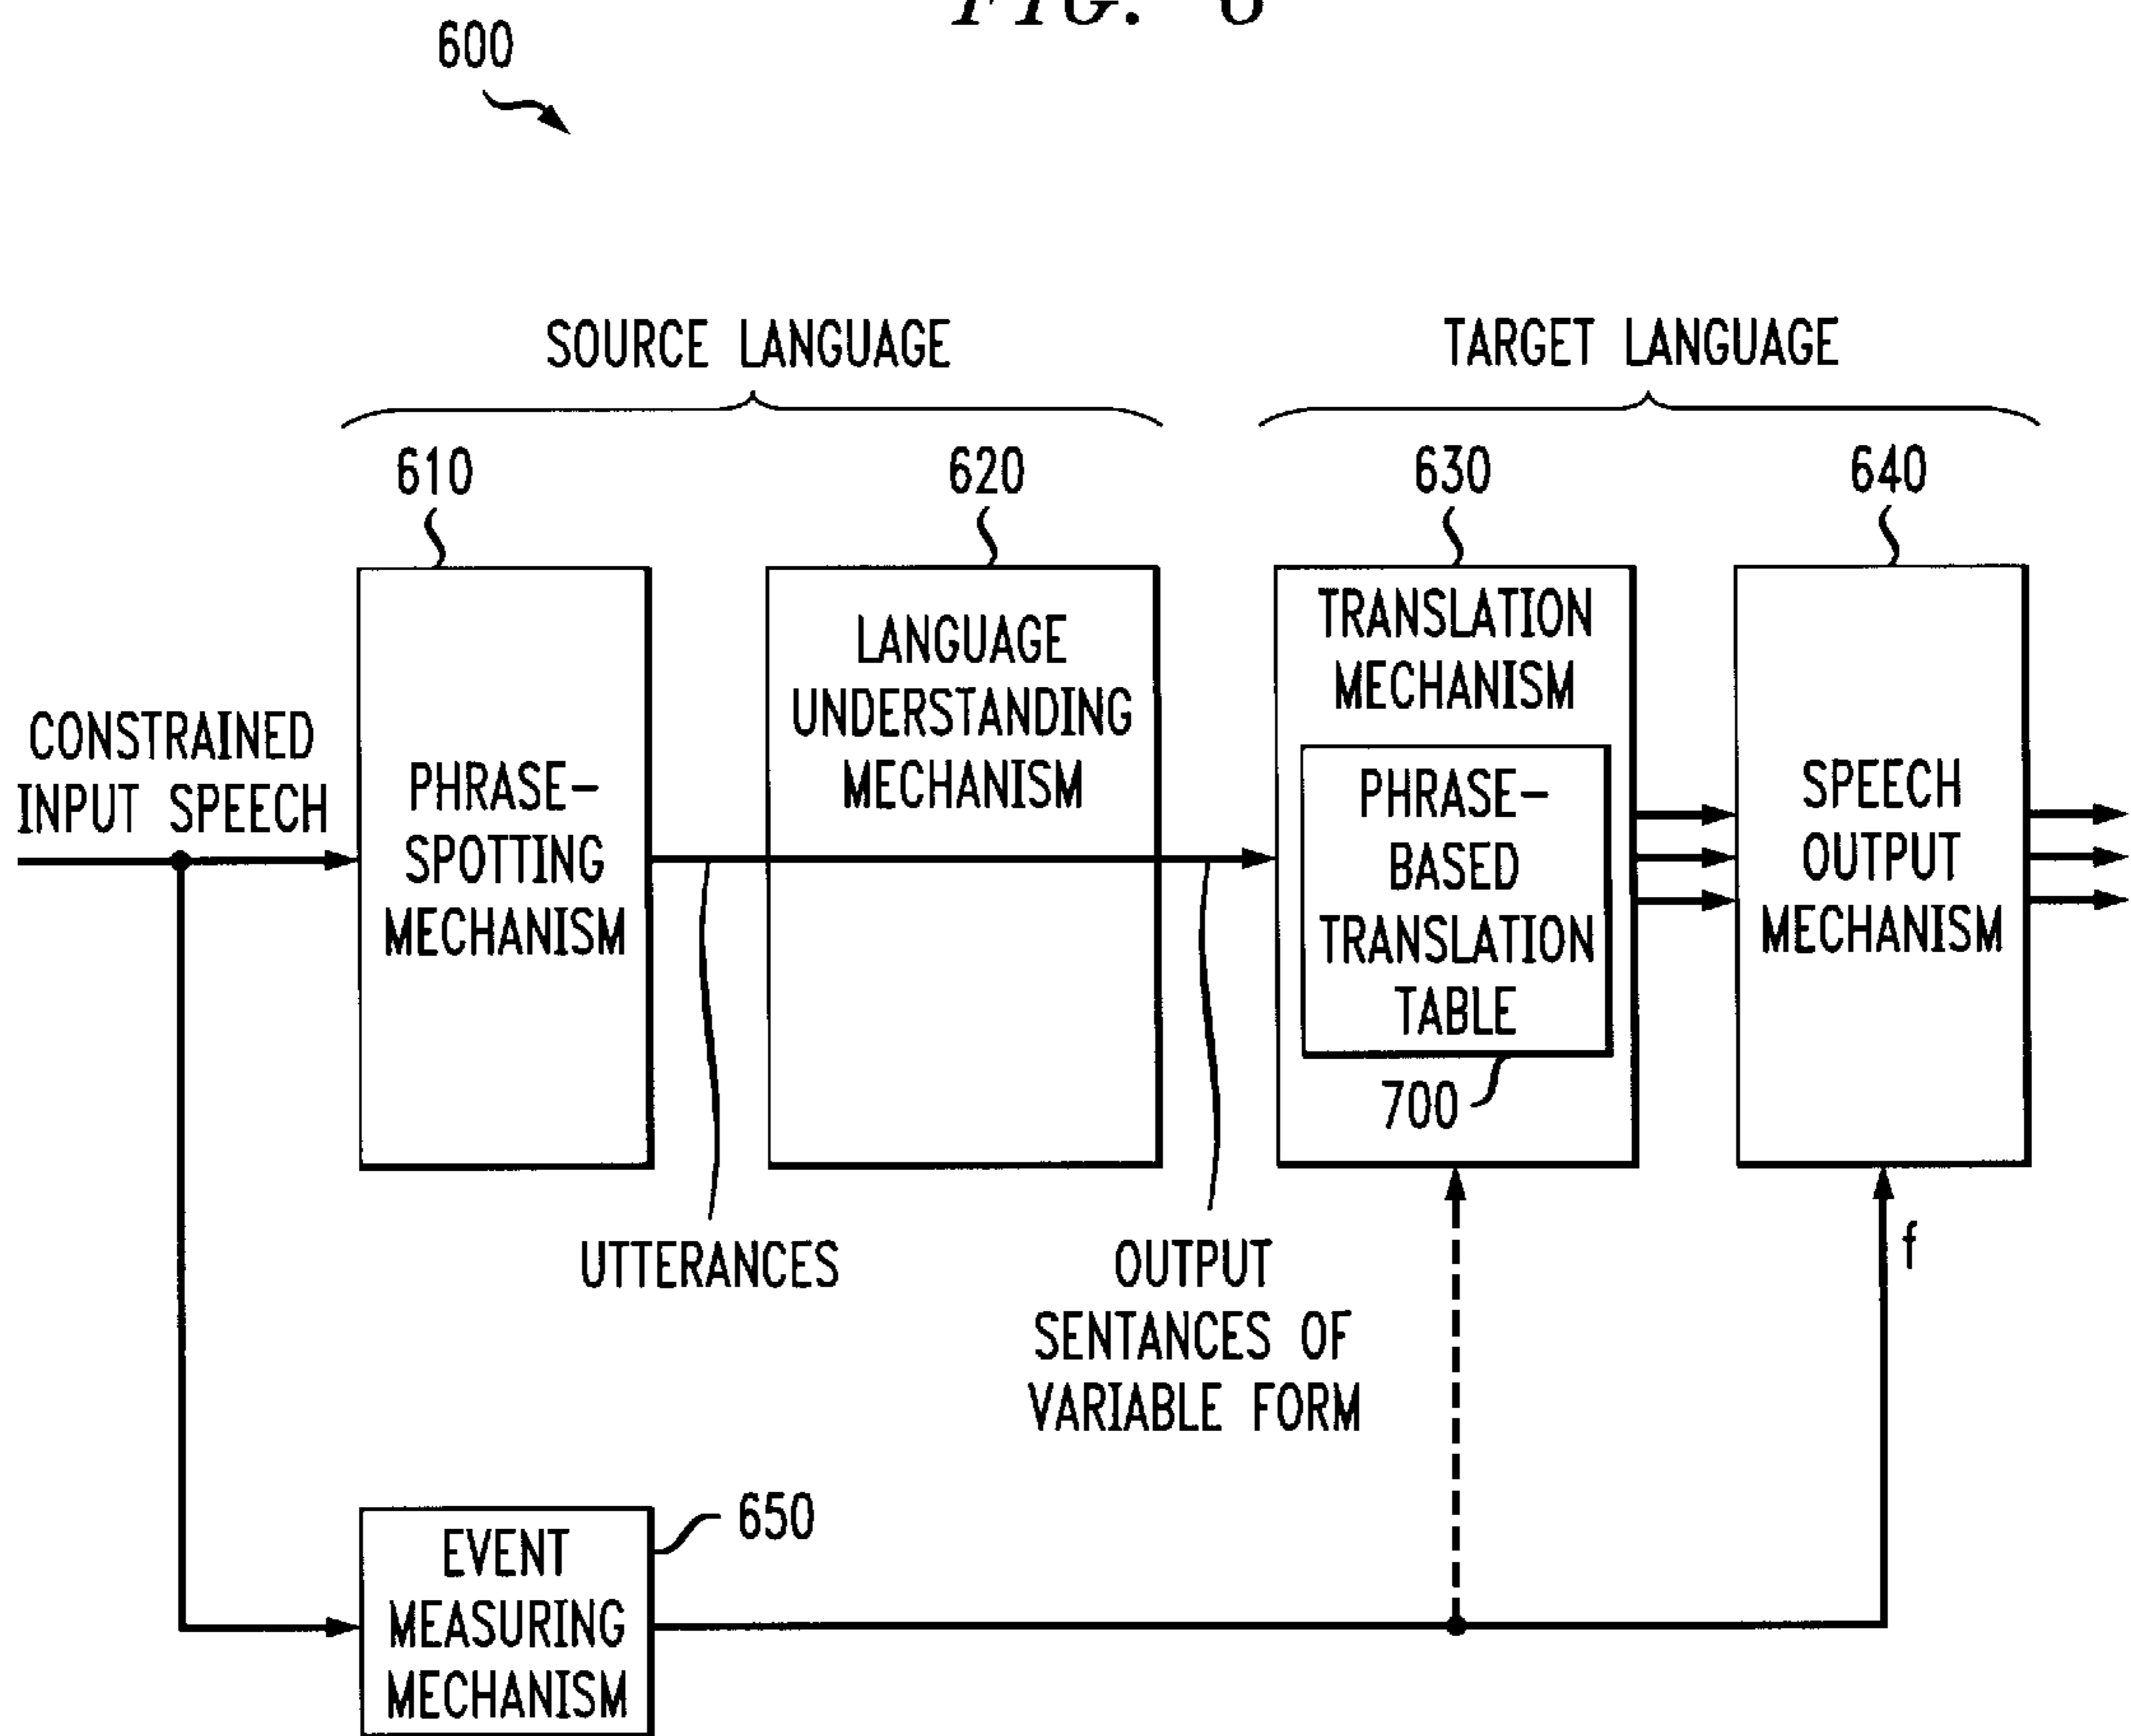 FIG. 6
600
SOURCE LANGUAGE
TARGET LANGUAGE
610
620
630
640
CONSTRAINED
INPUT SPEECH
PHRASE-
SPOTTING
MECHANISM
LANGUAGE
UNDERSTANDING
MECHANISM
TRANSLATION
MECHANISM
PHRASE-
BASED
TRANSLATION
TABLE
700
SPEECH
OUTPUT
MECHANISM
UTTERANCES
OUTPUT
SENTANCES OF
VARIABLE FORM
f
650
EVENT
MEASURING
MECHANISM